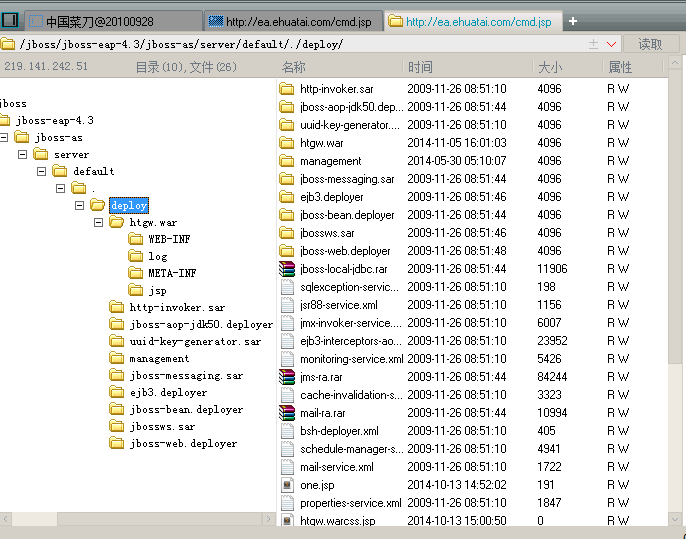 中国菜刀@20100928
http://ea.ehuatai.com/cmd.jsp
http://ea.ehuatai.com/cmd.jsp
+
/jboss/jboss-eap-4.3/jboss-as/server/default/./deploy/
读取
219.141.242.51 目录(10),文件(26) 名称 时间 大小 属性
jboss
jboss-eap-4.3
jboss-as
server
default
.
deploy
htgw.war
WEB-INF
log
META-INF
jsp
http-invoker.sar
jboss-aop-jdk50.deployer
uuid-key-generator.sar
management
jboss-messaging.sar
ejb3.deployer
jboss-bean.deployer
jbossws.sar
jboss-web.deployer
http-invoker.sar 2009-11-26 08:51:10 4096 R W
jboss-aop-jdk50.dep... 2009-11-26 08:51:44 4096 R W
uuid-key-generator.... 2009-11-26 08:51:10 4096 R W
htgw.war 2014-11-05 16:01:03 4096 R W
management 2014-05-30 05:10:07 4096 R W
jboss-messaging.sar 2009-11-26 08:51:44 4096 R W
ejb3.deployer 2009-11-26 08:51:46 4096 R W
jboss-bean.deployer 2009-11-26 08:51:44 4096 R W
jbossws.sar 2009-11-26 08:51:46 4096 R W
jboss-web.deployer 2009-11-26 08:51:48 4096 R W
jboss-local-jdbc.rar 2009-11-26 08:51:44 11906 R W
sqlexception-servic... 2009-11-26 08:51:10 198 R W
jsr88-service.xml 2009-11-26 08:51:10 1156 R W
jmx-invoker-service.... 2009-11-26 08:51:10 6007 R W
ejb3-interceptors-ao... 2009-11-26 08:51:10 23952 R W
monitoring-service.xml 2009-11-26 08:51:10 5426 R W
jms-ra.rar 2009-11-26 08:51:44 84244 R W
cache-invalidation-s... 2009-11-26 08:51:10 3323 R W
mail-ra.rar 2009-11-26 08:51:44 10994 R W
bsh-deployer.xml 2009-11-26 08:51:10 405 R W
schedule-manager-s... 2009-11-26 08:51:10 4941 R W
mail-service.xml 2009-11-26 08:51:10 1722 R W
one.jsp 2014-10-13 14:52:02 191 R W
properties-service.xml 2009-11-26 08:51:10 1847 R W
htgw.warcss.jsp 2014-10-13 15:00:50 0 R W